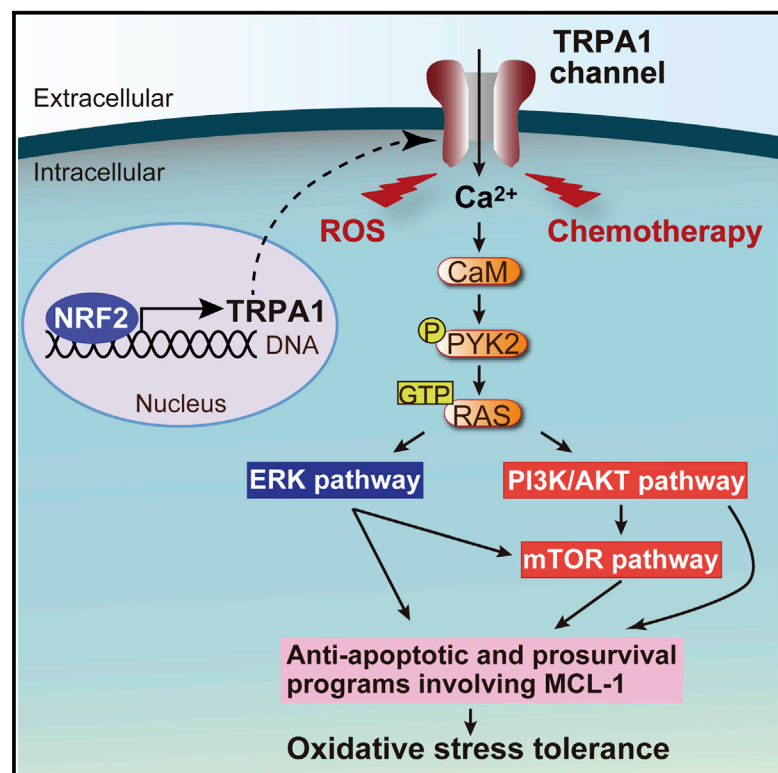 TRPA1
channel
Extracellular
Intracellular
Ca²⁺
ROS
Chemotherapy
CaM
NRF2
TRPA1
DNA
Nucleus
P
PYK2
GTP
RAS
ERK pathway
PI3K/AKT pathway
mTOR pathway
Anti-apoptotic and prosurvival
programs involving MCL-1
Oxidative stress tolerance